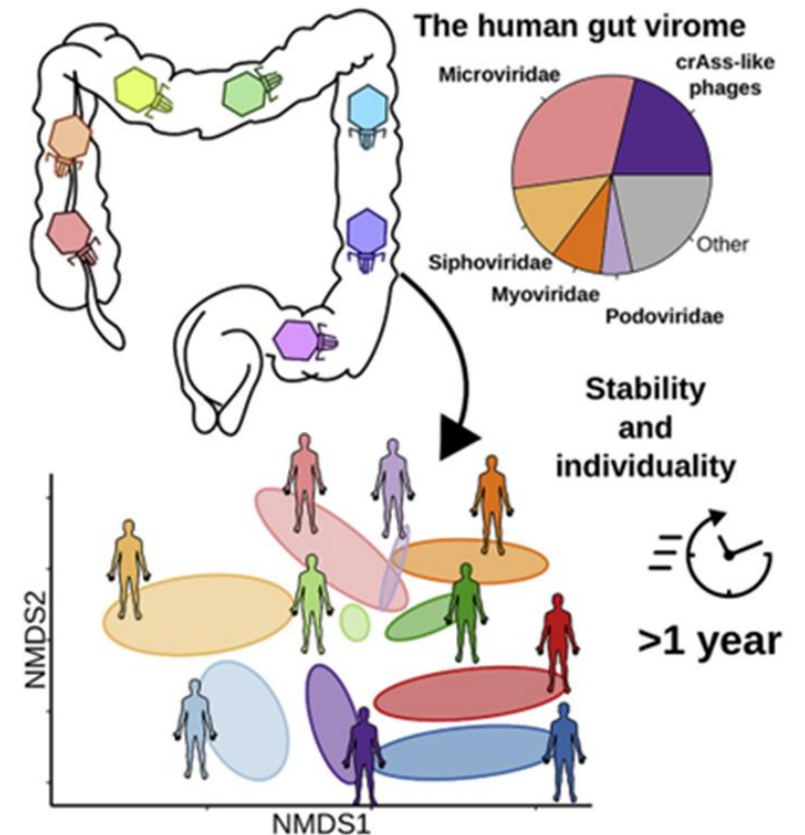 The human gut virome
Microviridae
crAss-like
phages
Other
Siphoviridae
Myoviridae
Podoviridae
Stability
and
individuality
>1 year
NMDS2
NMDS1